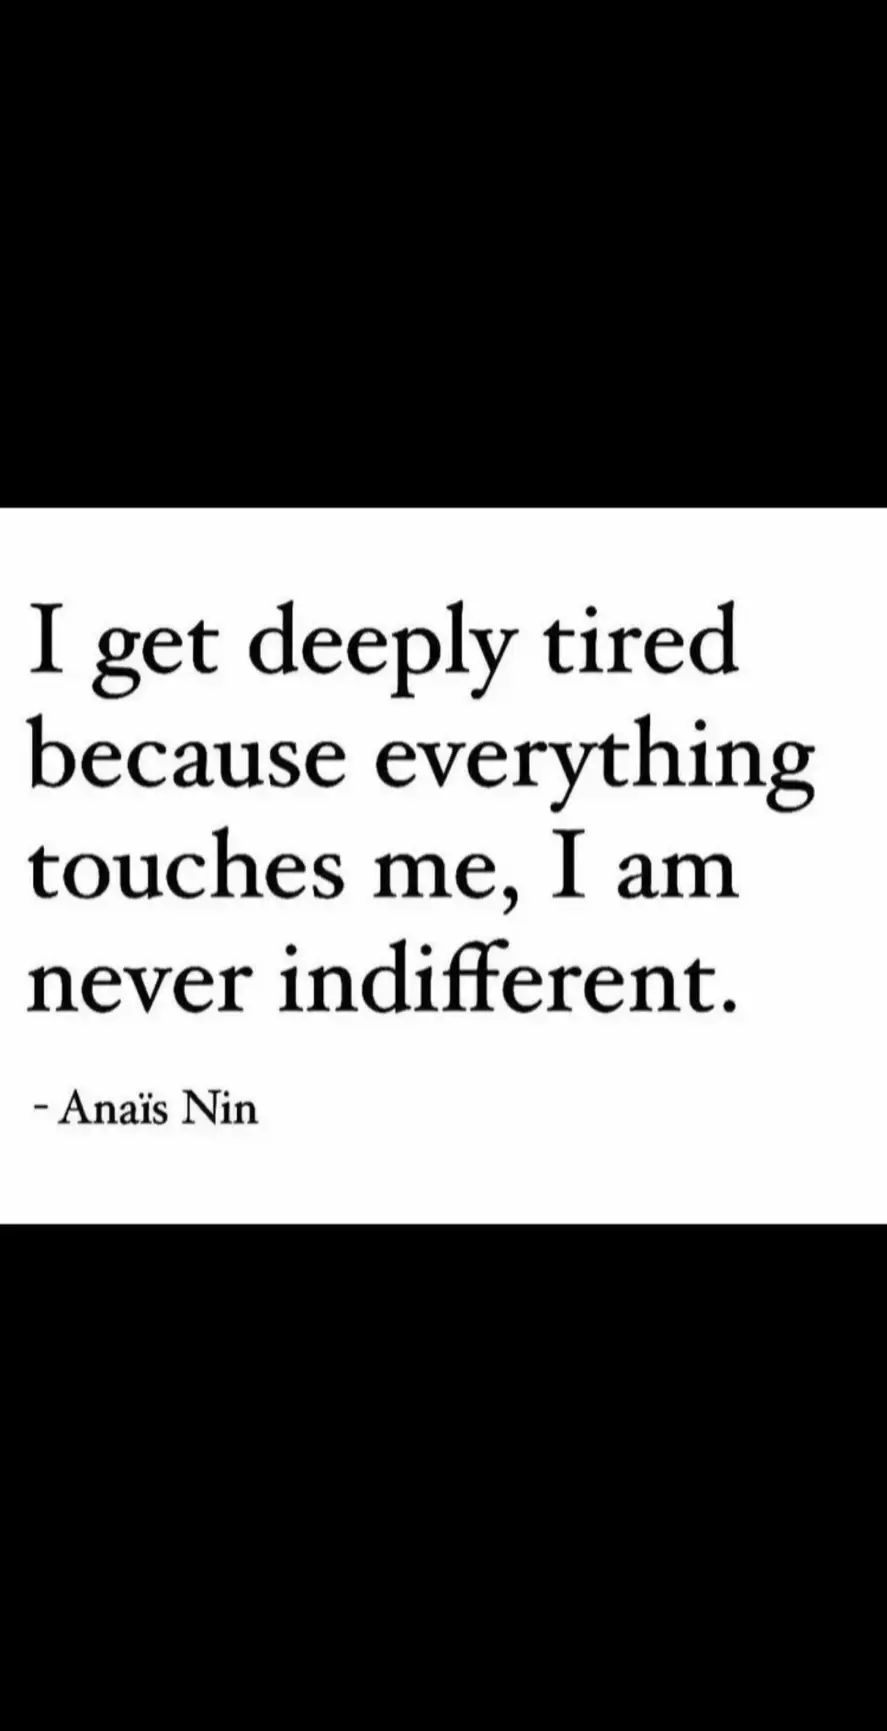 I get deeply tired
because everything
touches me, I am
never indifferent.
- Anaïs Nin